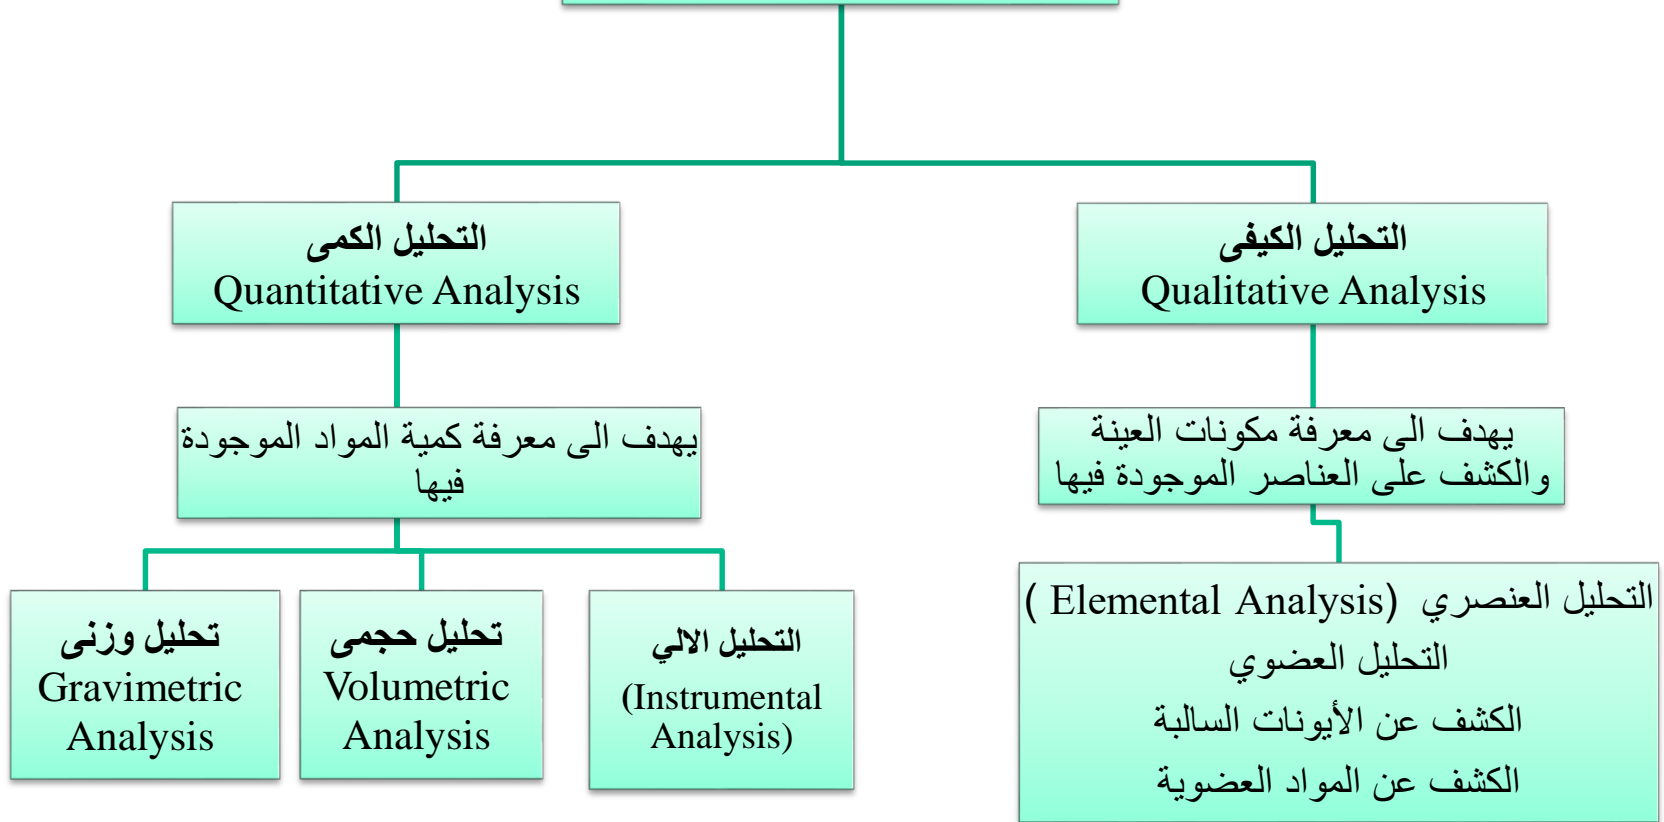 التحليل الكيفى
Qualitative Analysis
التحليل الكمى
Quantitative Analysis
يهدف الى معرفة مكونات العينة
والكشف على العناصر الموجودة فيها
يهدف الى معرفة كمية المواد الموجودة
فيها
التحليل العنصري (Elemental Analysis )
التحليل العضوي
الكشف عن الأيونات السالبة
الكشف عن المواد العضوية
التحليل الالي
(Instrumental
Analysis)
تحليل حجمى
Volumetric
Analysis
تحليل وزنى
Gravimetric
Analysis